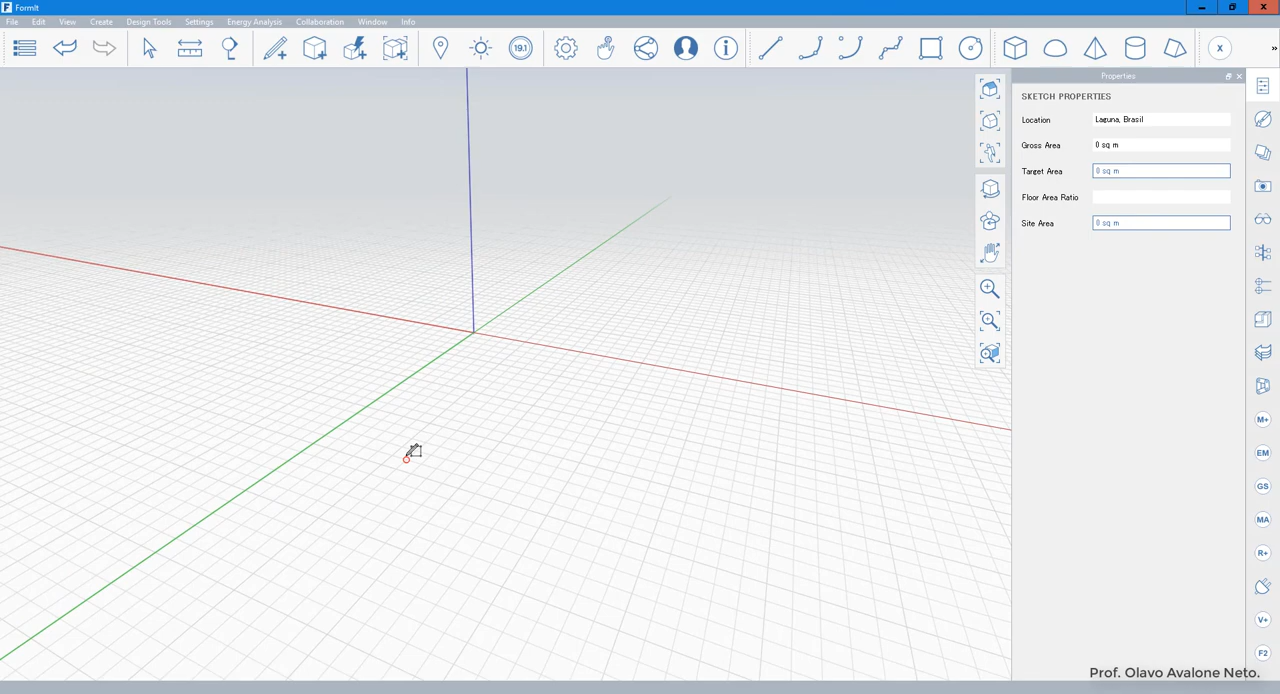 FormIt
File Edit View Create Design Tools Settings Energy Analysis Collaboration Window Info
19.1
X
»
Properties
SKETCH PROPERTIES
Location Laguna, Brasil
Gross Area 0 sq m
Target Area 0 sq m
Floor Area Ratio
Site Area 0 sq m
M+
EM
GS
MA
R+
V+
F2
Prof. Olavo Avalone Neto.